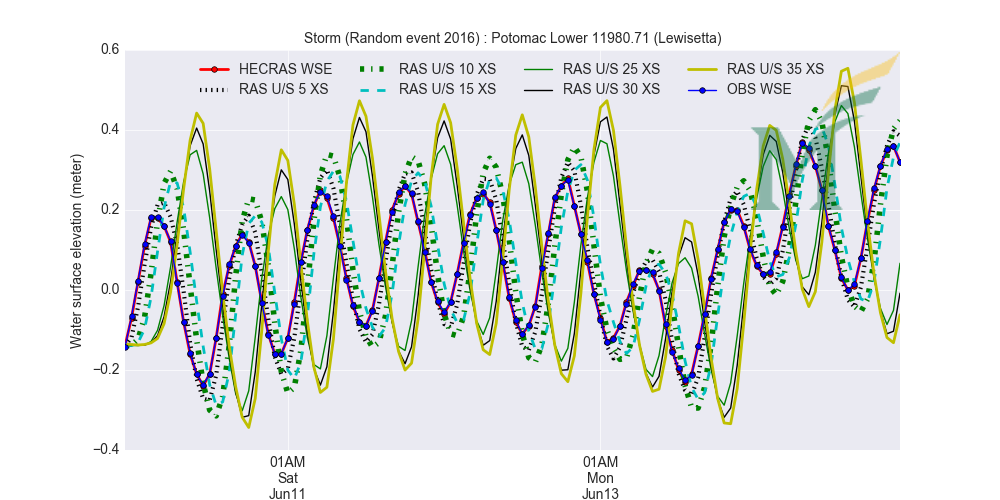 Storm (Random event 2016) : Potomac Lower 11980.71 (Lewisetta)
HECRAS WSE RAS U/S 10 XS RAS U/S 25 XS RAS U/S 35 XS
RAS U/S 5 XS RAS U/S 15 XS RAS U/S 30 XS OBS WSE
Water surface elevation (meter)
0.6
0.4
0.2
0.0
−0.2
−0.4
01AM 01AM
Sat Mon
Jun11 Jun13